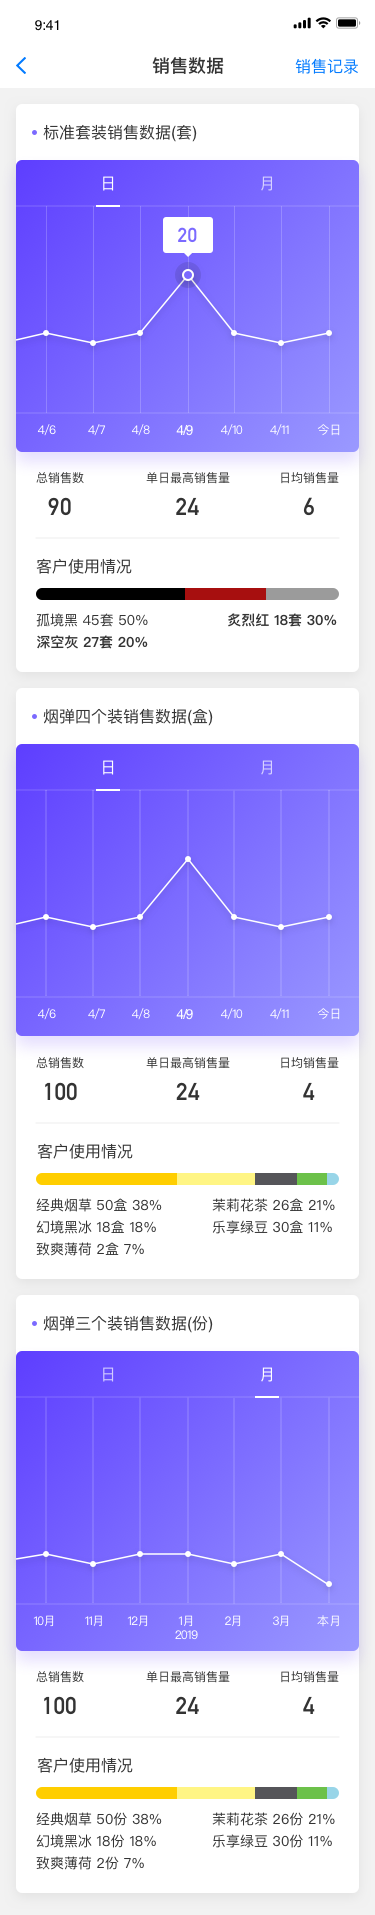 9:41
销售数据
销售记录
标准套装销售数据(套)
日 月
20
4/6 4/7 4/8 4/9 4/10 4/11 今日
总销售数 单日最高销售量 日均销售量
90 24 6
客户使用情况
孤境黑 45套 50% 炙烈红 18套 30%
深空灰 27套 20%
烟弹四个装销售数据(盒)
日 月
4/6 4/7 4/8 4/9 4/10 4/11 今日
总销售数 单日最高销售量 日均销售量
100 24 4
客户使用情况
经典烟草 50盒 38% 茉莉花茶 26盒 21%
幻境黑冰 18盒 18% 乐享绿豆 30盒 11%
致爽薄荷 2盒 7%
烟弹三个装销售数据(份)
日 月
10月 11月 12月 1月 2月 3月 本月
2019
总销售数 单日最高销售量 日均销售量
100 24 4
客户使用情况
经典烟草 50份 38% 茉莉花茶 26份 21%
幻境黑冰 18份 18% 乐享绿豆 30份 11%
致爽薄荷 2份 7%